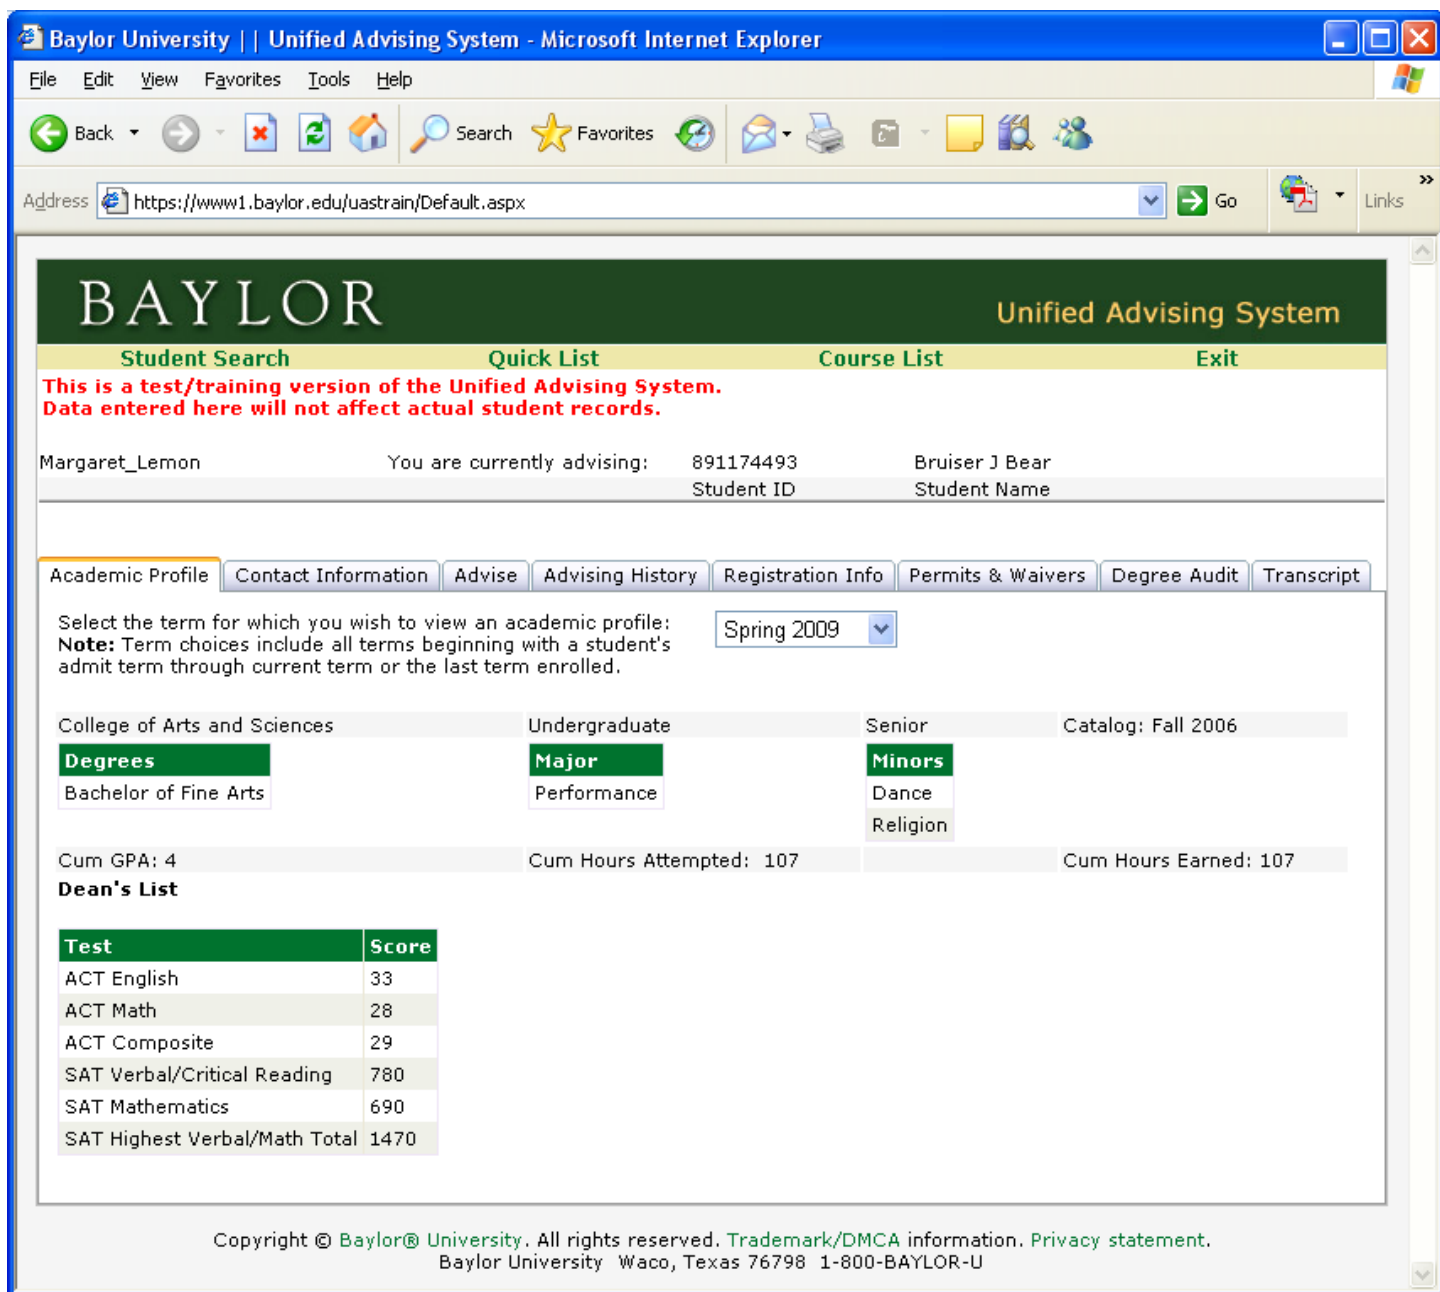 Baylor University || Unified Advising System - Microsoft Internet Explorer
File Edit View Favorites Tools Help
Back Search Favorites
Address https://www1.baylor.edu/uastrain/Default.aspx Go Links »
BAYLOR Unified Advising System
Student Search Quick List Course List Exit
This is a test/training version of the Unified Advising System.
Data entered here will not affect actual student records.
Margaret_Lemon You are currently advising: 891174493 Bruiser J Bear
Student ID Student Name
Academic Profile Contact Information Advise Advising History Registration Info Permits & Waivers Degree Audit Transcript
Select the term for which you wish to view an academic profile: Spring 2009
Note: Term choices include all terms beginning with a student's
admit term through current term or the last term enrolled.
College of Arts and Sciences Undergraduate Senior Catalog: Fall 2006
Degrees Major Minors
Bachelor of Fine Arts Performance Dance
Religion
Cum GPA: 4 Cum Hours Attempted: 107 Cum Hours Earned: 107
Dean's List
Test Score
ACT English 33
ACT Math 28
ACT Composite 29
SAT Verbal/Critical Reading 780
SAT Mathematics 690
SAT Highest Verbal/Math Total 1470
Copyright © Baylor® University. All rights reserved. Trademark/DMCA information. Privacy statement.
Baylor University Waco, Texas 76798 1-800-BAYLOR-U